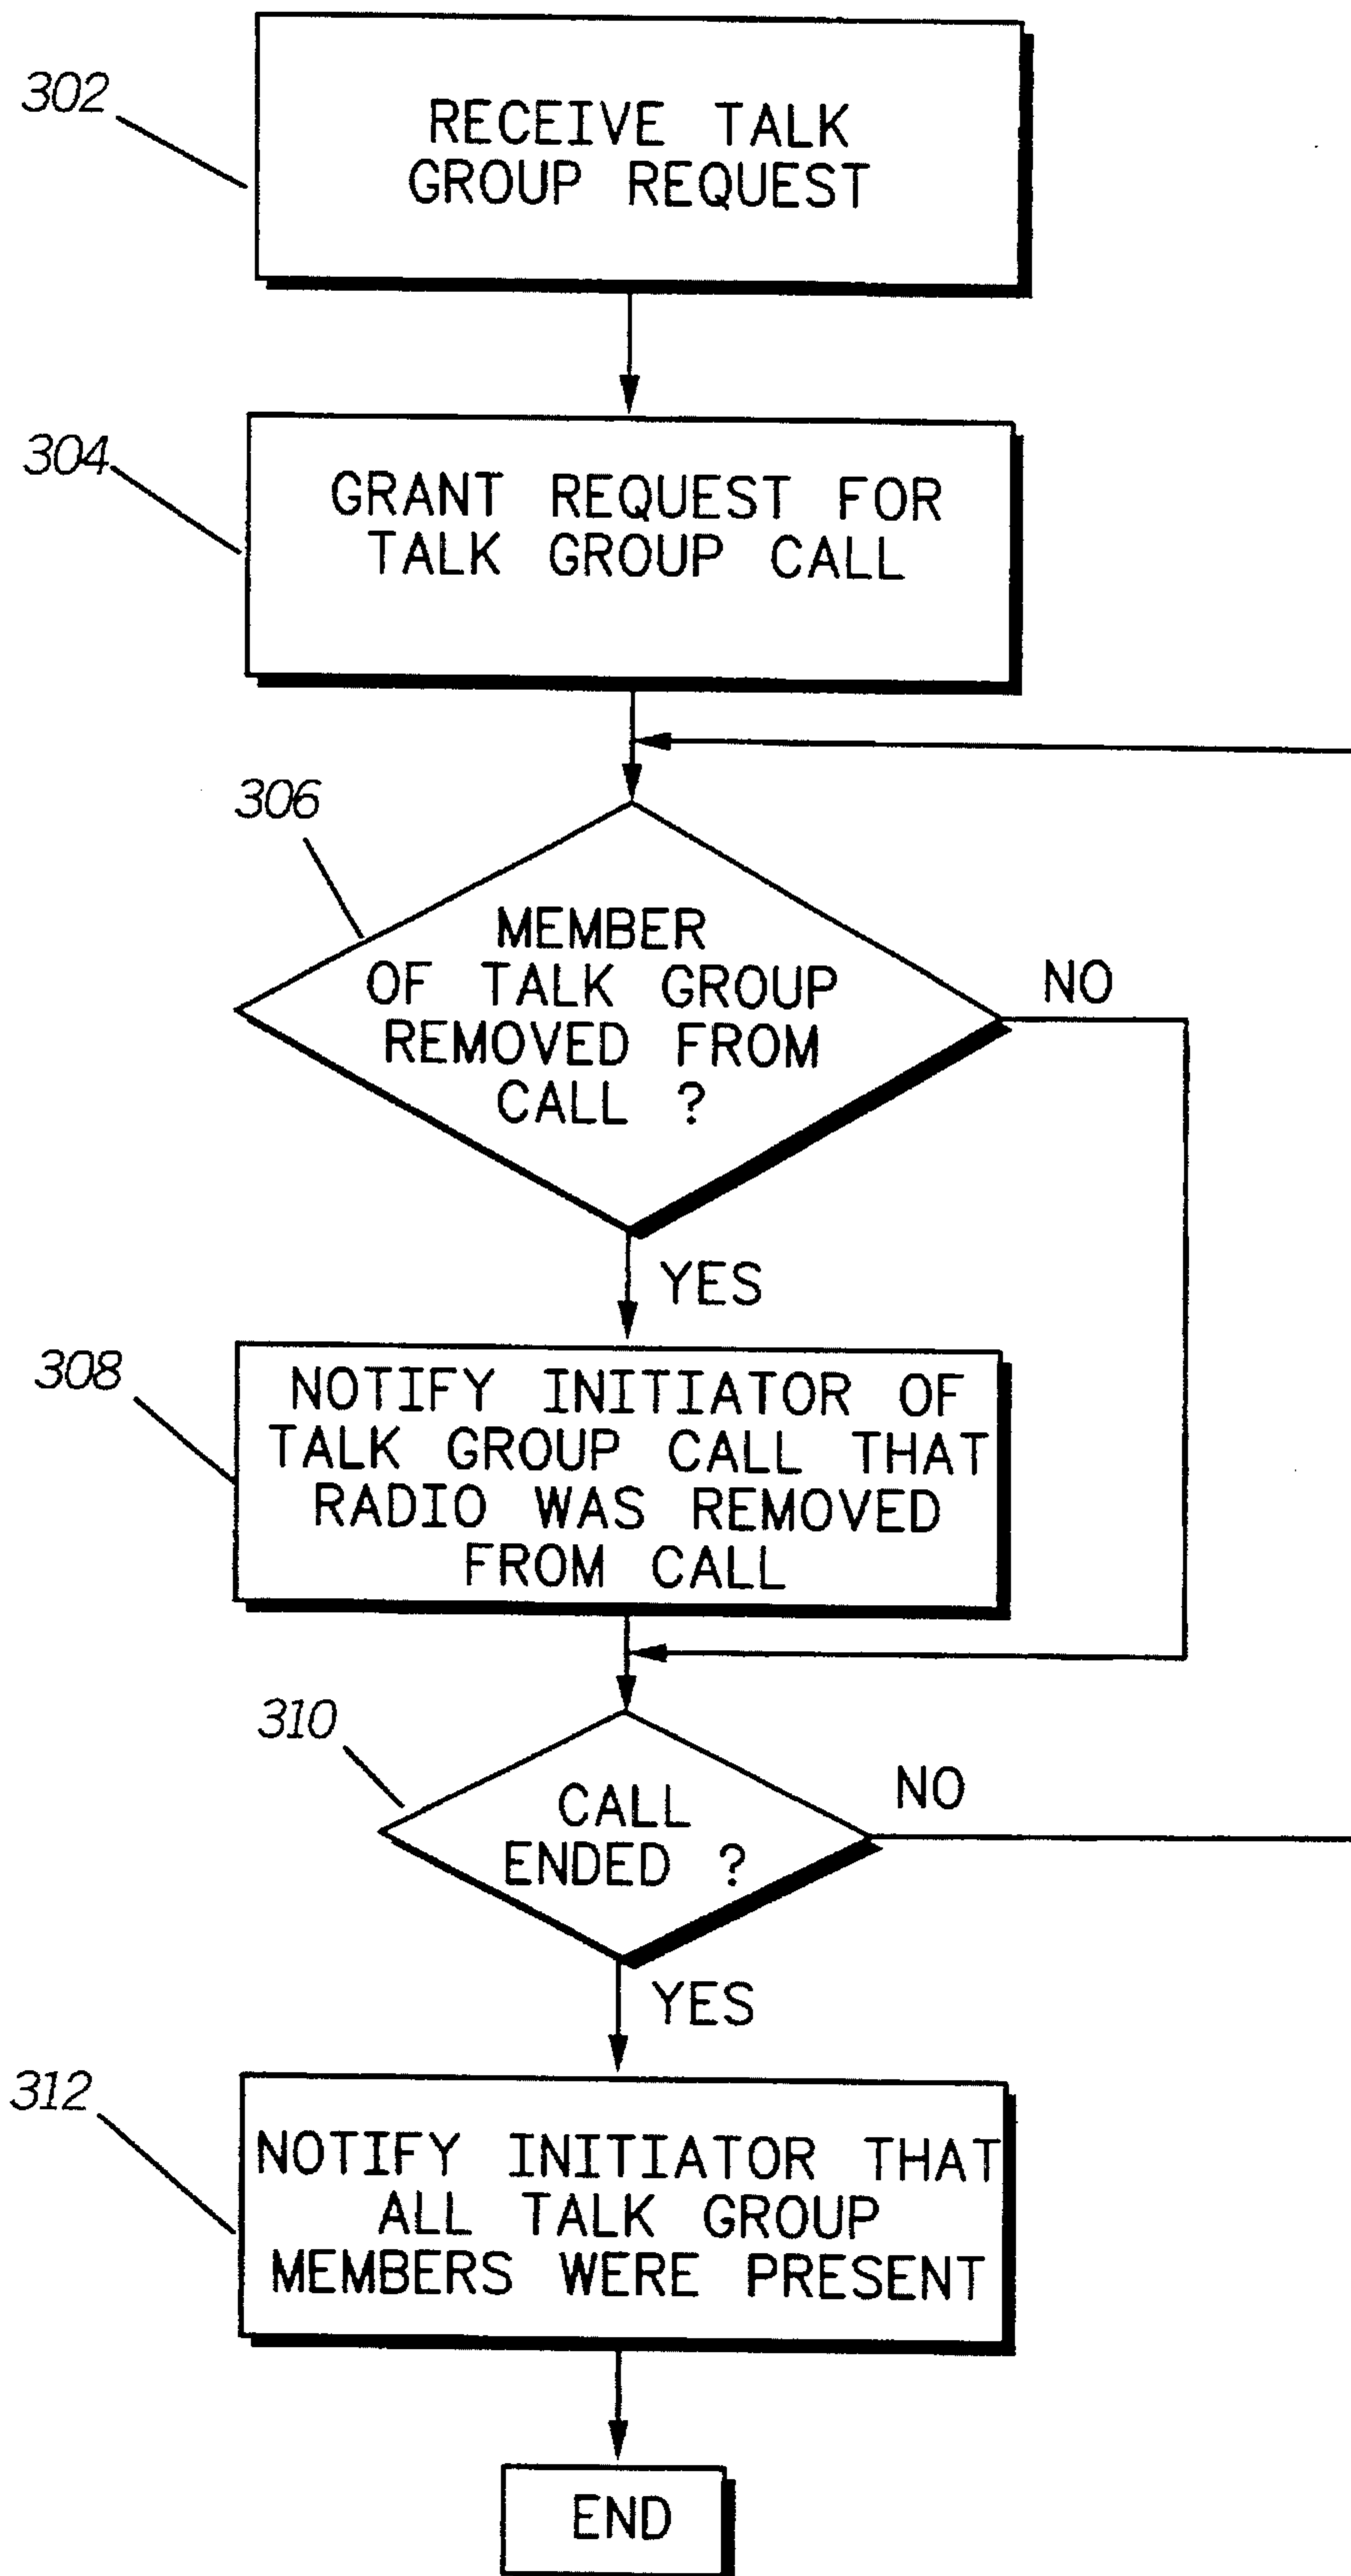 302
RECEIVE TALK
GROUP REQUEST
304
GRANT REQUEST FOR
TALK GROUP CALL
306
MEMBER
OF TALK GROUP
REMOVED FROM
CALL ?
NO
YES
308
NOTIFY INITIATOR OF
TALK GROUP CALL THAT
RADIO WAS REMOVED
FROM CALL
310
CALL
ENDED ?
NO
YES
312
NOTIFY INITIATOR THAT
ALL TALK GROUP
MEMBERS WERE PRESENT
END